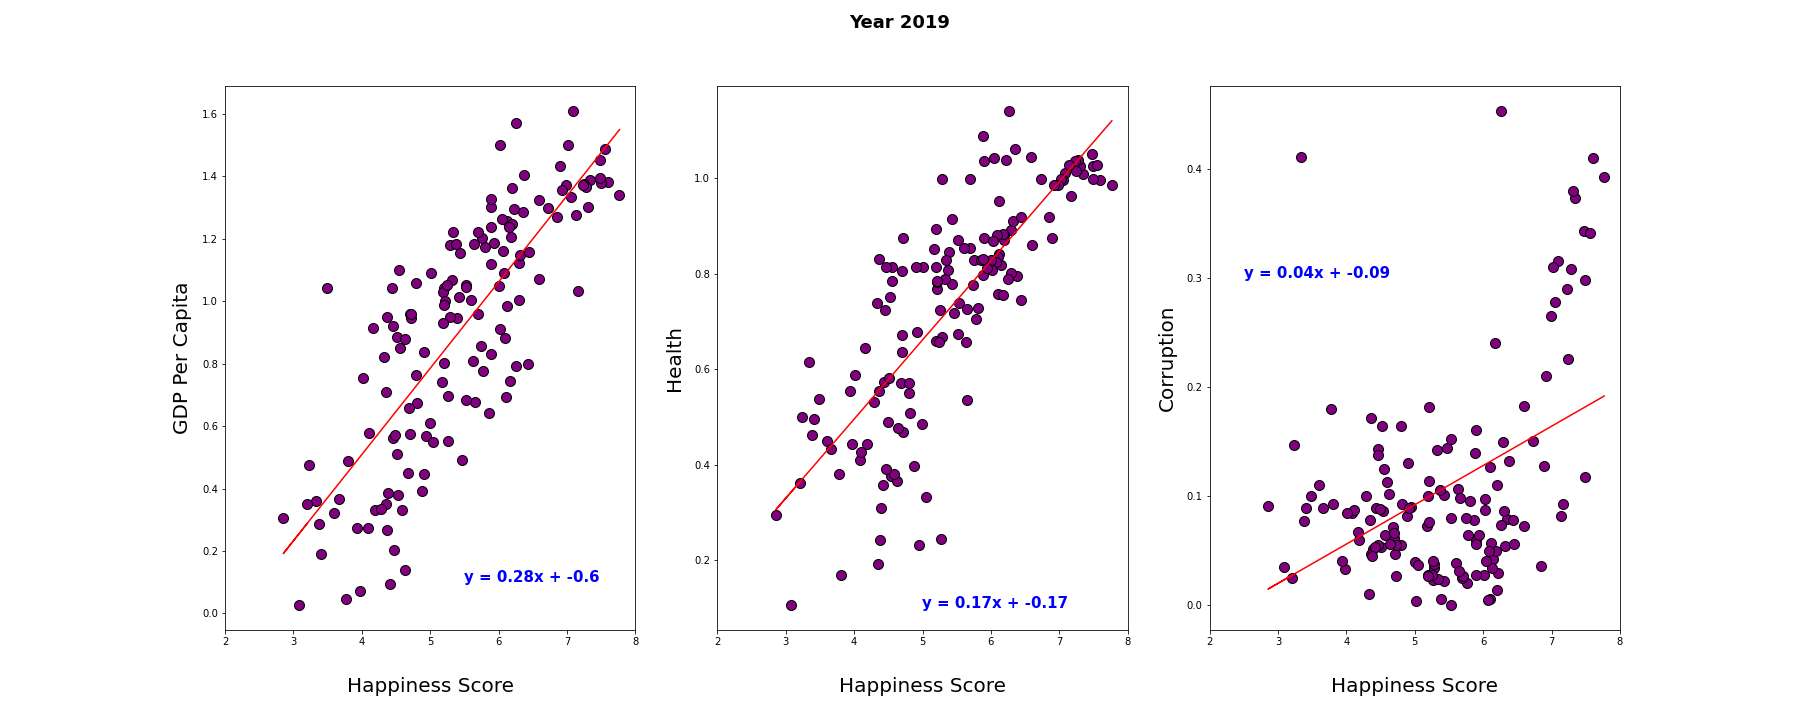 Year 2019
GDP Per Capita
1.6
1.4
1.2
1.0
0.8
0.6
0.4
0.2
0.0
y = 0.28x + -0.6
2 3 4 5 6 7 8
Happiness Score
Health
1.0
0.8
0.6
0.4
0.2
y = 0.17x + -0.17
2 3 4 5 6 7 8
Happiness Score
Corruption
0.4
0.3
0.2
0.1
0.0
y = 0.04x + -0.09
2 3 4 5 6 7 8
Happiness Score